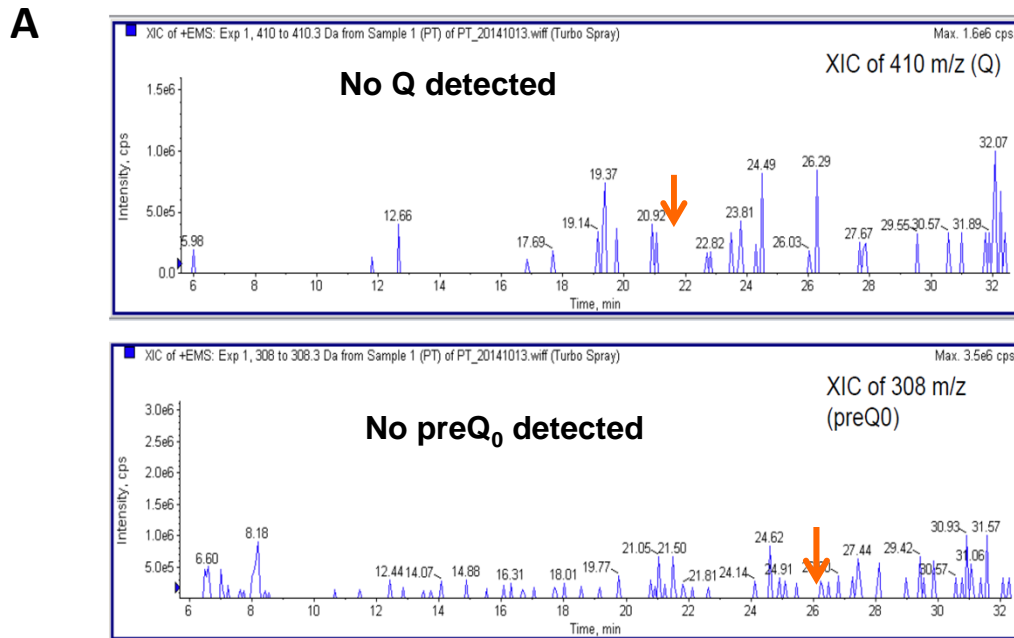 A
XIC of +EMS: Exp 1, 410 to 410.3 Da from Sample 1 (PT) of PT_20141013.wiff (Turbo Spray) Max. 1.6e6 cps.
No Q detected
XIC of 410 m/z (Q)
Intensity, cps
1.5e6
1.0e6
5.0e5
0.0
5.98
12.66
17.69
19.14
19.37
20.92
22.82
23.81
24.49
26.03
26.29
27.67
29.55
30.57
31.89
32.07
6 8 10 12 14 16 18 20 22 24 26 28 30 32
Time, min
XIC of +EMS: Exp 1, 308 to 308.3 Da from Sample 1 (PT) of PT_20141013.wiff (Turbo Spray) Max. 3.5e6 cps.
No preQ₀ detected
XIC of 308 m/z
(preQ0)
Intensity, cps
3.0e6
2.5e6
2.0e6
1.5e6
1.0e6
5.0e5
6.60
8.18
12.44
14.07
14.88
16.31
18.01
19.77
21.05
21.50
21.81
24.14
24.62
24.91
27.44
29.42
30.57
30.93
31.06
31.57
6 8 10 12 14 16 18 20 22 24 26 28 30 32
Time, min